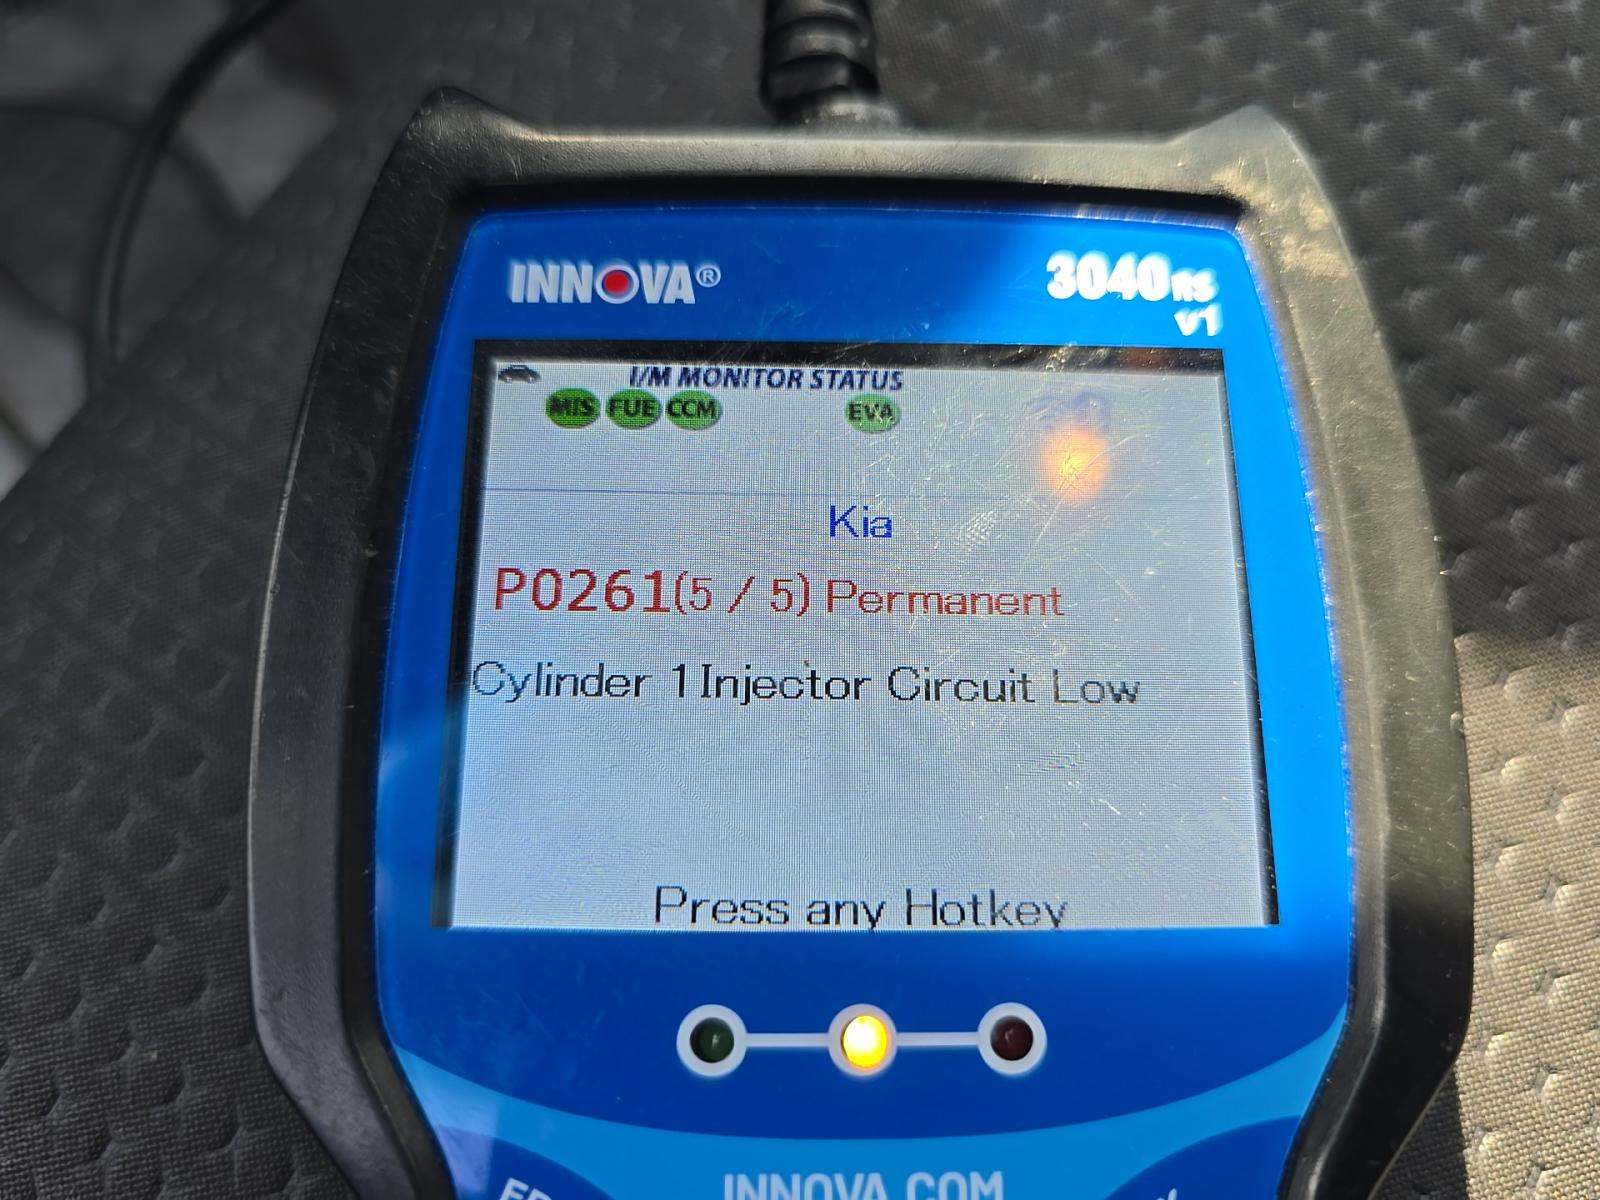 INNOVA®
3040RS
v1
I/M MONITOR STATUS
MIS FUE CCM EVA
Kia
P0261(5 / 5) Permanent
Cylinder 1 Injector Circuit Low
Press any Hotkey
INNOVA.COM